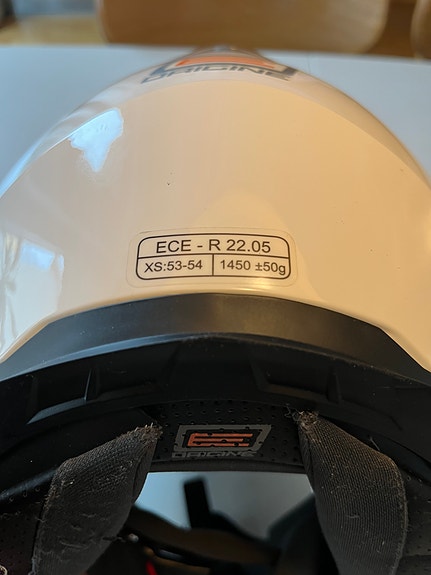 ORIGINE
ECE - R 22.05
XS:53-54 1450 ±50g
ORIGINE